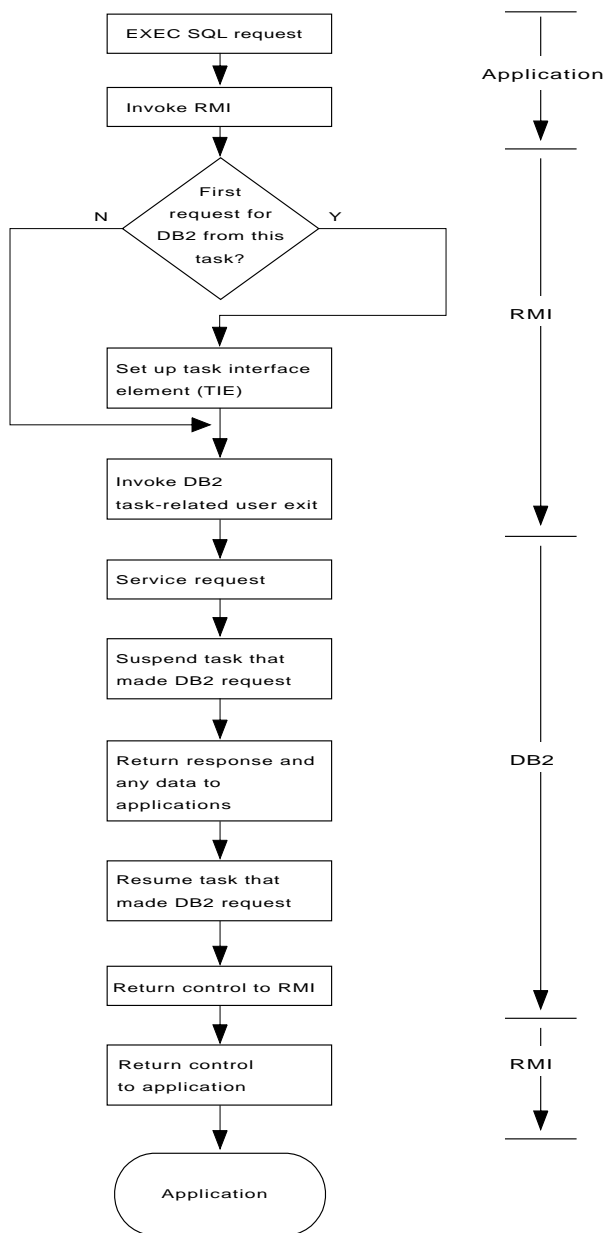 EXEC SQL request
Application
Invoke RMI
First
request for
DB2 from this
task?
N
Y
RMI
Set up task interface
element (TIE)
Invoke DB2
task-related user exit
Service request
Suspend task that
made DB2 request
Return response and
any data to
applications
DB2
Resume task that
made DB2 request
Return control to RMI
Return control
to application
RMI
Application